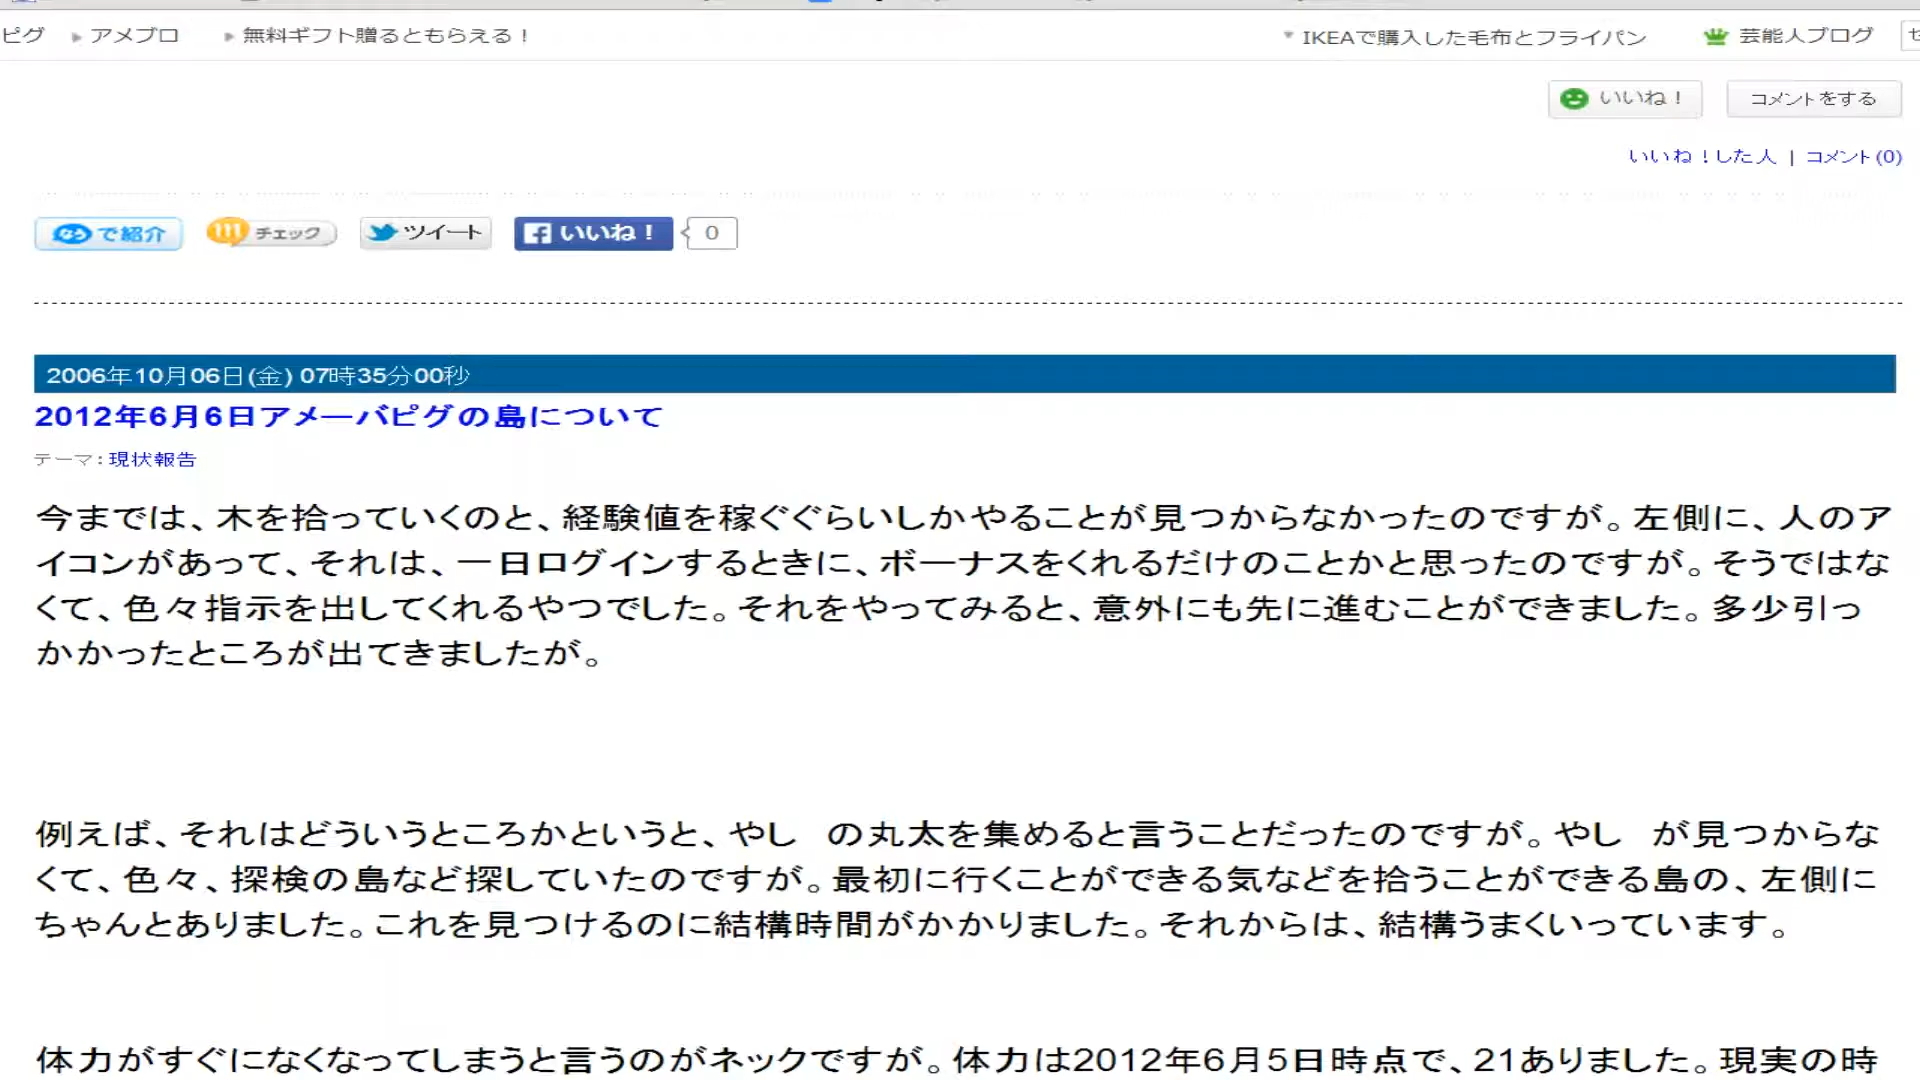 ピグ アメブロ 無料ギフト贈るともらえる！ IKEAで購入した毛布とフライパン 芸能人ブログ
いいね！ コメントをする
いいね！した人 | コメント(0)
で紹介 チェック ツイート いいね！ 0
2006年10月06日(金) 07時35分00秒
2012年6月6日アメーバピグの島について
テーマ：現状報告
今までは、木を拾っていくのと、経験値を稼ぐぐらいしかやることが見つからなかったのですが。左側に、人のア
イコンがあって、それは、一日ログインするときに、ボーナスをくれるだけのことかと思ったのですが。そうではな
くて、色々指示を出してくれるやつでした。それをやってみると、意外にも先に進むことができました。多少引っ
かかったところが出てきましたが。
例えば、それはどういうところかというと、やし　の丸太を集めると言うことだったのですが。やし　が見つからな
くて、色々、探検の島など探していたのですが。最初に行くことができる気などを拾うことができる島の、左側に
ちゃんとありました。これを見つけるのに結構時間がかかりました。それからは、結構うまくいっています。
体力がすぐになくなってしまうと言うのがネックですが。体力は2012年6月5日時点で、21ありました。現実の時